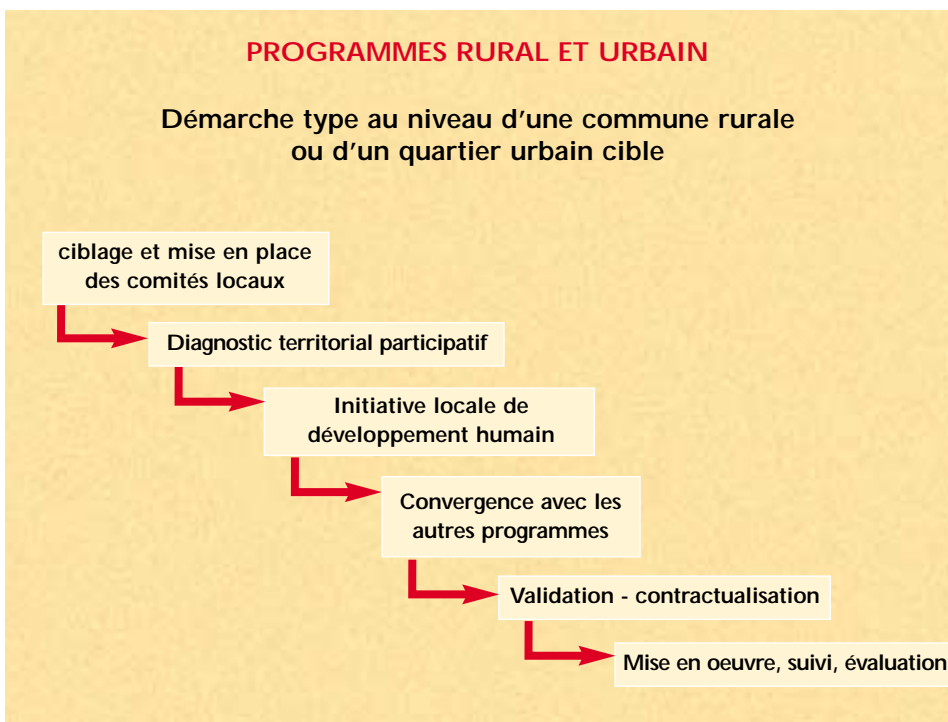 PROGRAMMES RURAL ET URBAIN
Démarche type au niveau d’une commune rurale
ou d’un quartier urbain cible
ciblage et mise en place
des comités locaux
Diagnostic territorial participatif
Initiative locale de
développement humain
Convergence avec les
autres programmes
Validation - contractualisation
Mise en oeuvre, suivi, évaluation